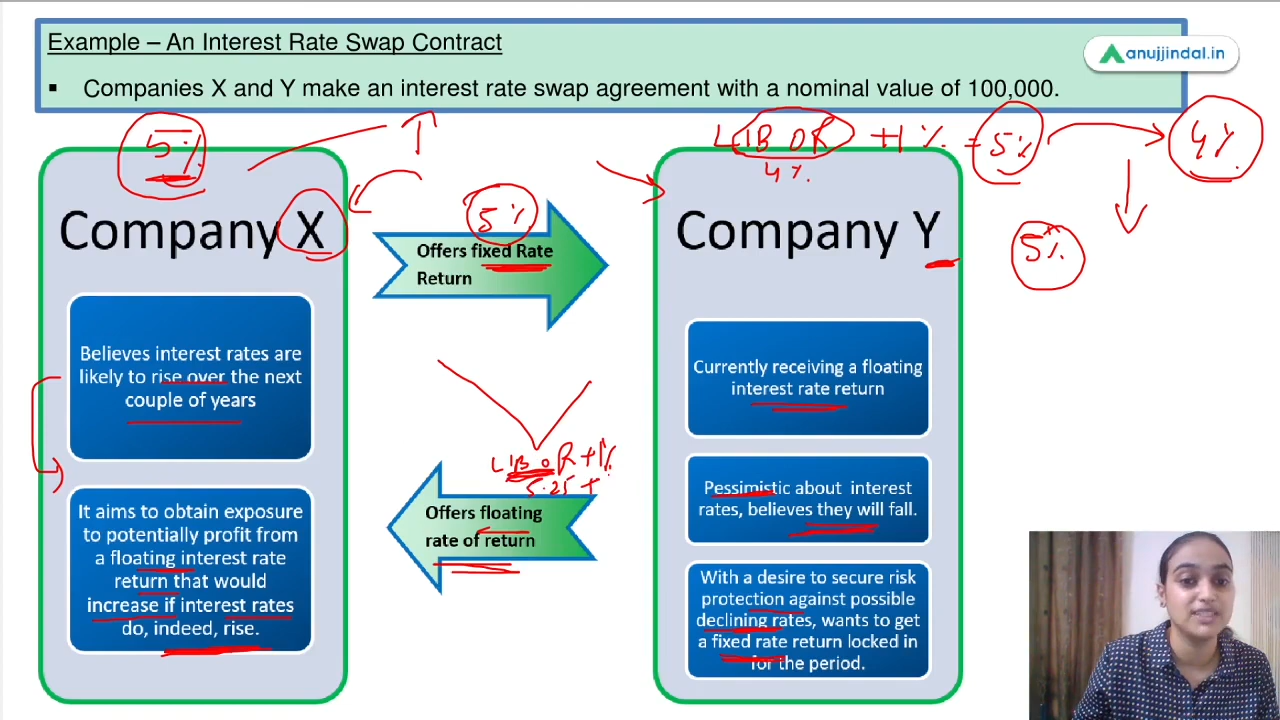 Example – An Interest Rate Swap Contract
anujjindal.in
▪ Companies X and Y make an interest rate swap agreement with a nominal value of 100,000.
5%
LIBOR +1% = 5%
4%
4%
Company X
5%
Offers fixed Rate
Return
Company Y
5%
Believes interest rates are
likely to rise over the next
couple of years
Currently receiving a floating
interest rate return
LIBOR+1%
5.25 +
Offers floating
rate of return
Pessimistic about interest
rates, believes they will fall.
It aims to obtain exposure
to potentially profit from
a floating interest rate
return that would
increase if interest rates
do, indeed, rise.
With a desire to secure risk
protection against possible
declining rates, wants to get
a fixed rate return locked in
for the period.